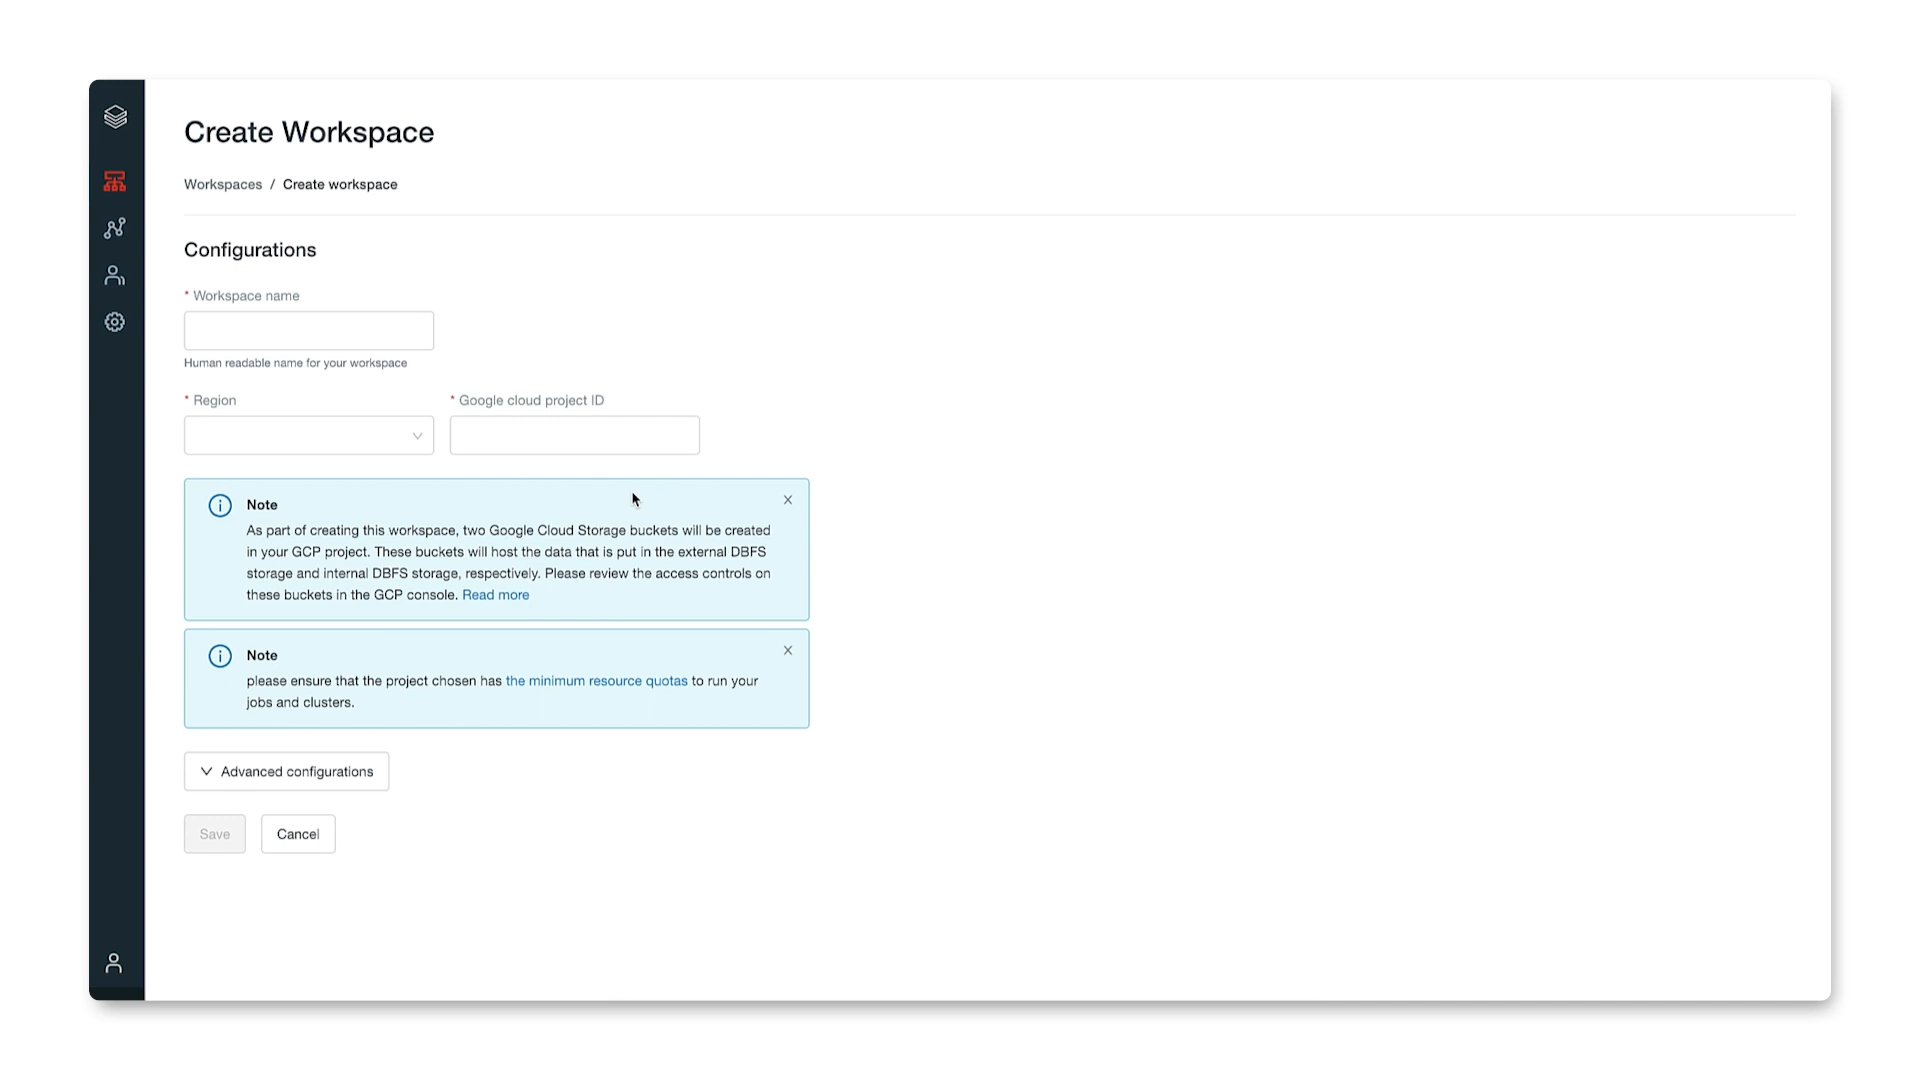 Create Workspace
Workspaces / Create workspace
Configurations
* Workspace name
Human readable name for your workspace
* Region
* Google cloud project ID
Note
As part of creating this workspace, two Google Cloud Storage buckets will be created
in your GCP project. These buckets will host the data that is put in the external DBFS
storage and internal DBFS storage, respectively. Please review the access controls on
these buckets in the GCP console. Read more
Note
please ensure that the project chosen has the minimum resource quotas to run your
jobs and clusters.
Advanced configurations
Save
Cancel